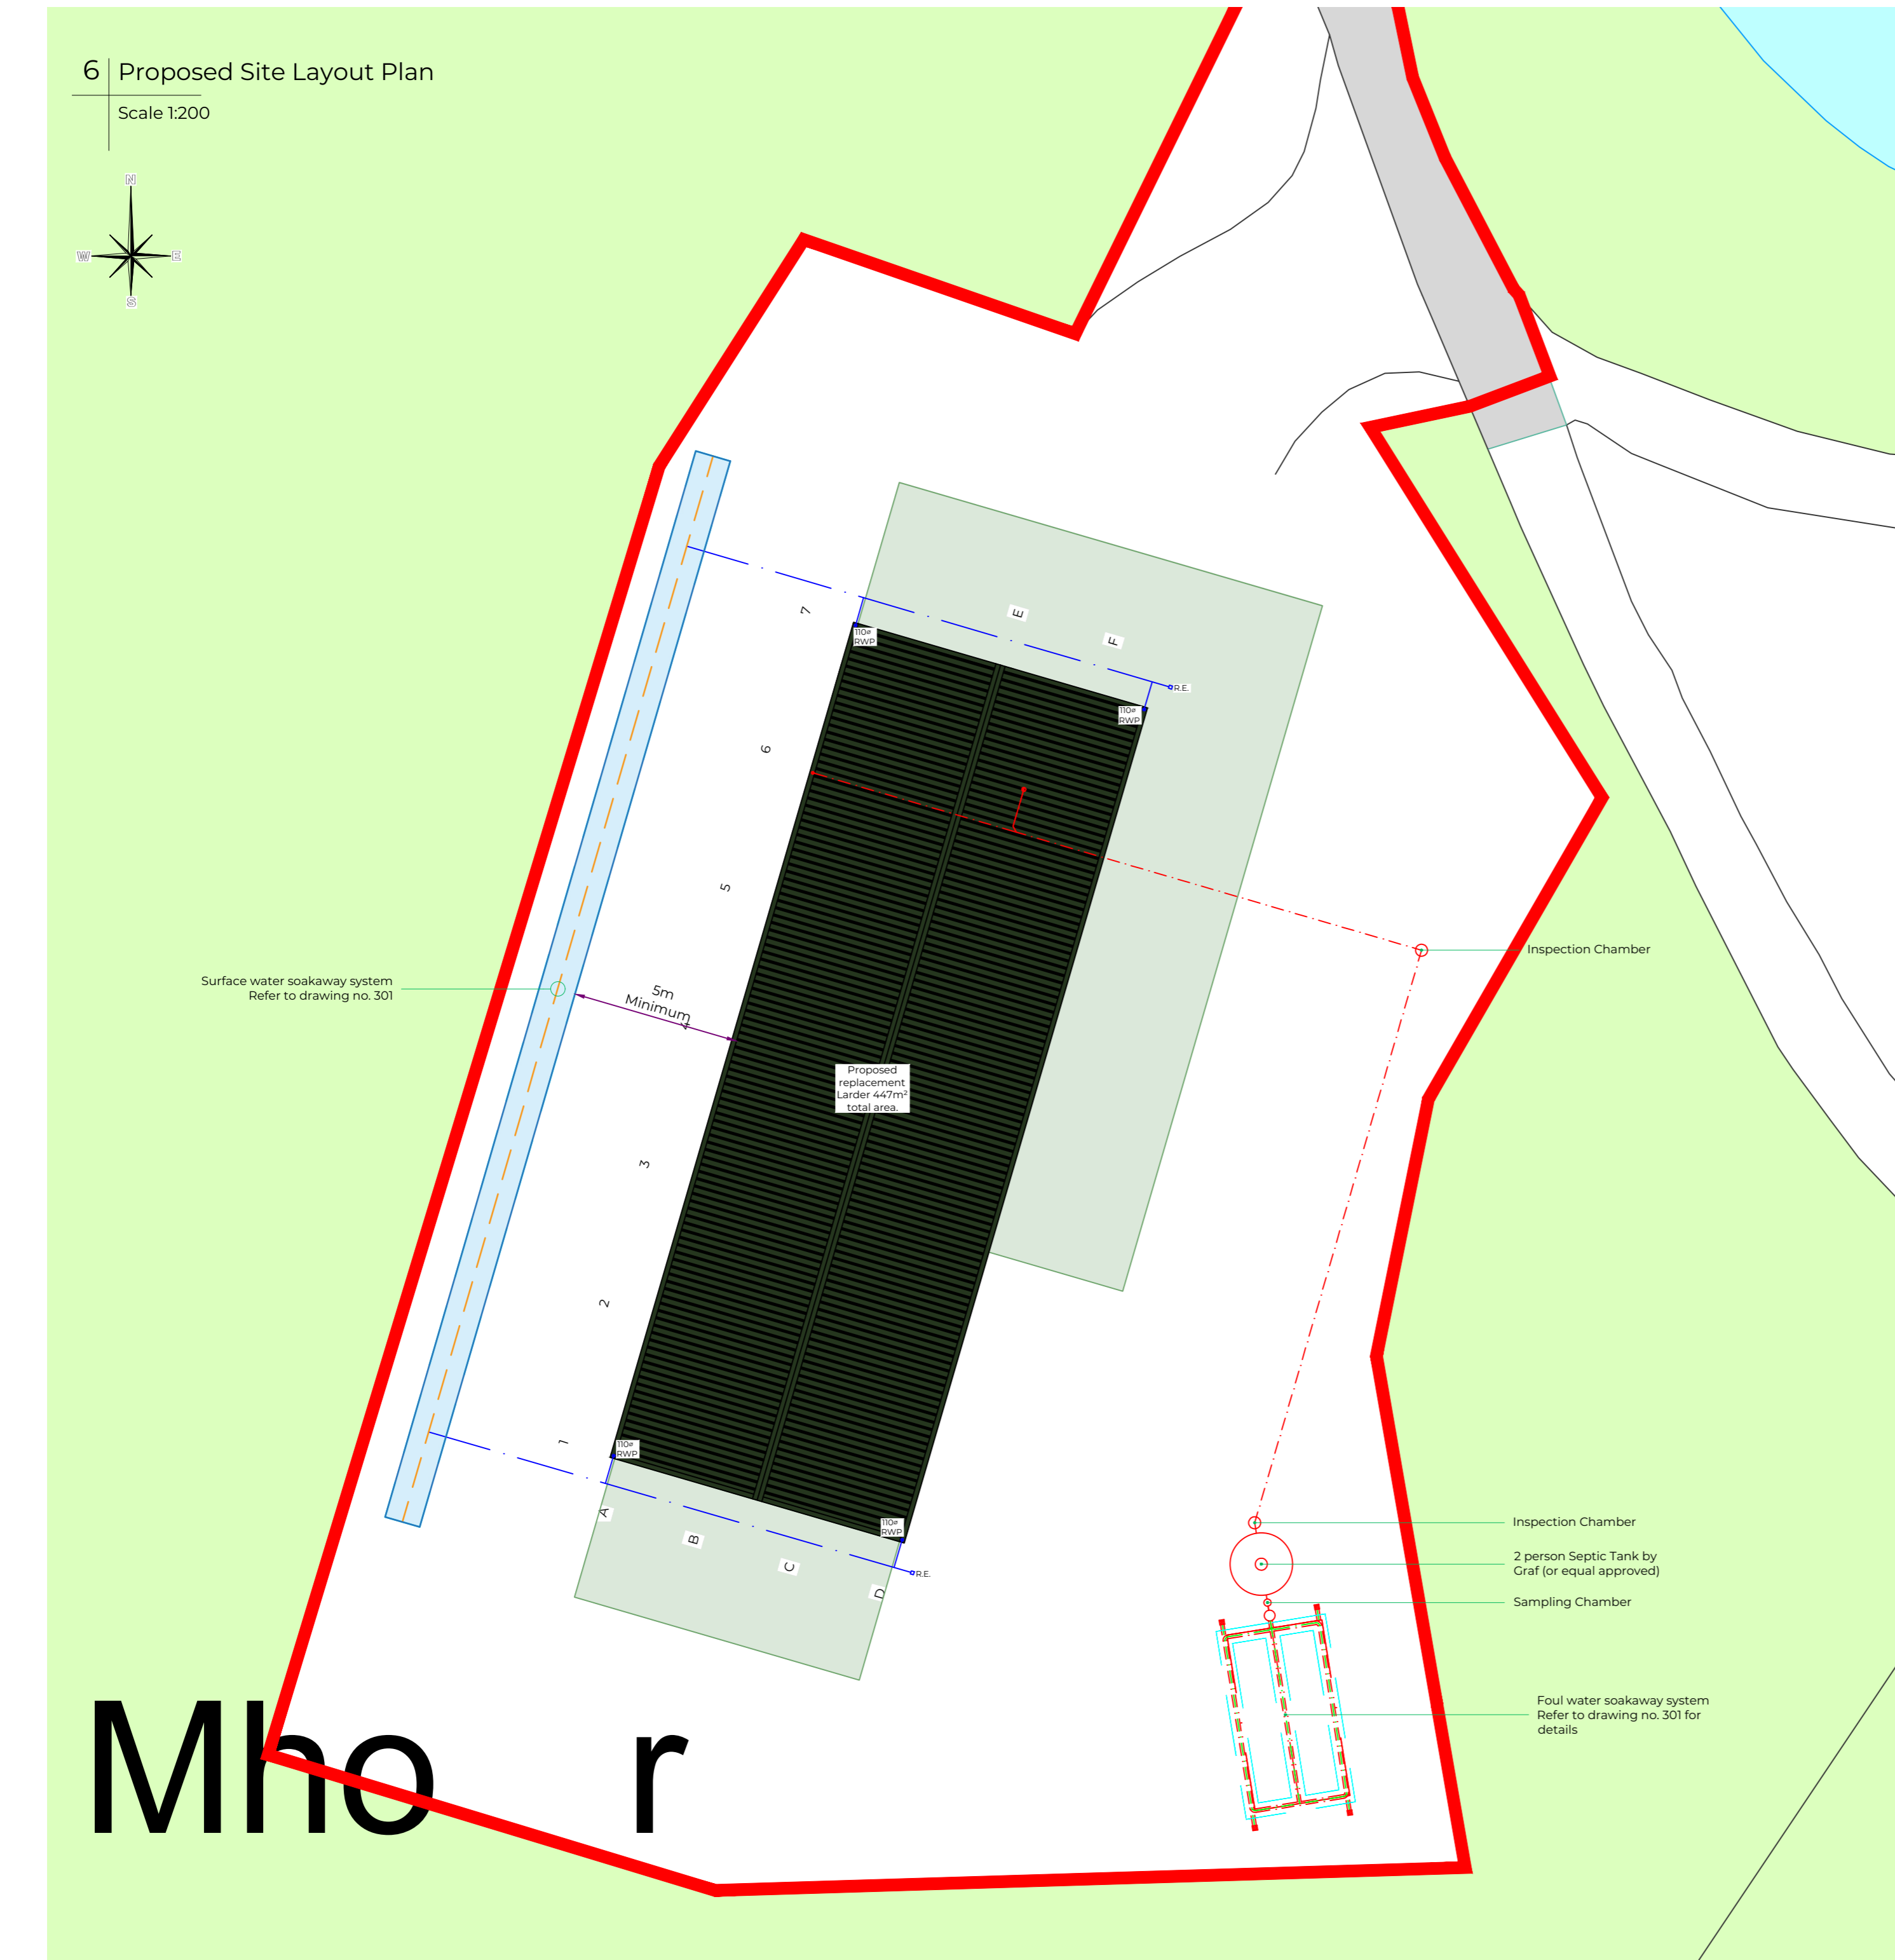 6
Proposed Site Layout Plan
Scale 1:200
N
W
E
S
7
E
F
110ø
RWP
R.E.
110ø
RWP
6
5
Inspection Chamber
Surface water soakaway system
Refer to drawing no. 301
5m
Minimum
4
Proposed
replacement
Larder 447m²
total area.
3
2
1
110ø
RWP
A
B
C
D
110ø
RWP
R.E.
Inspection Chamber
2 person Septic Tank by
Graf (or equal approved)
Sampling Chamber
Foul water soakaway system
Refer to drawing no. 301 for
details
Mho r